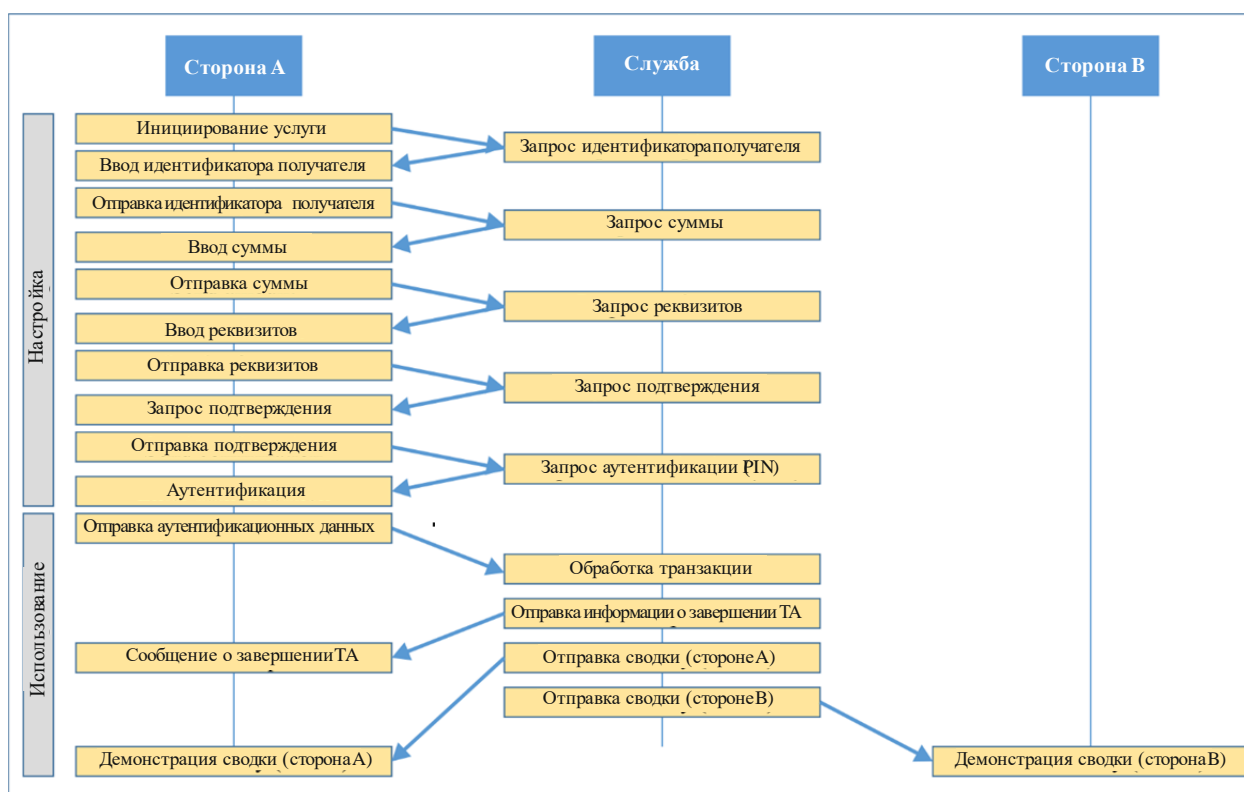 Сторона А
Служба
Сторона В
Настройка
Инициирование услуги
Запрос идентификатораполучателя
Ввод идентификатора получателя
Отправка идентификатора получателя
Запрос суммы
Ввод суммы
Отправка суммы
Запрос реквизитов
Ввод реквизитов
Отправка реквизитов
Запрос подтверждения
Запрос подтверждения
Отправка подтверждения
Запрос аутентификации (PIN)
Аутентификация
Использование
Отправка аутентификационных данных
Обработка транзакции
Отправка информации о завершении ТА
Сообщение о завершении ТА
Отправка сводки (стороне А)
Отправка сводки (стороне В)
Демонстрация сводки (сторона А)
Демонстрация сводки (сторона В)